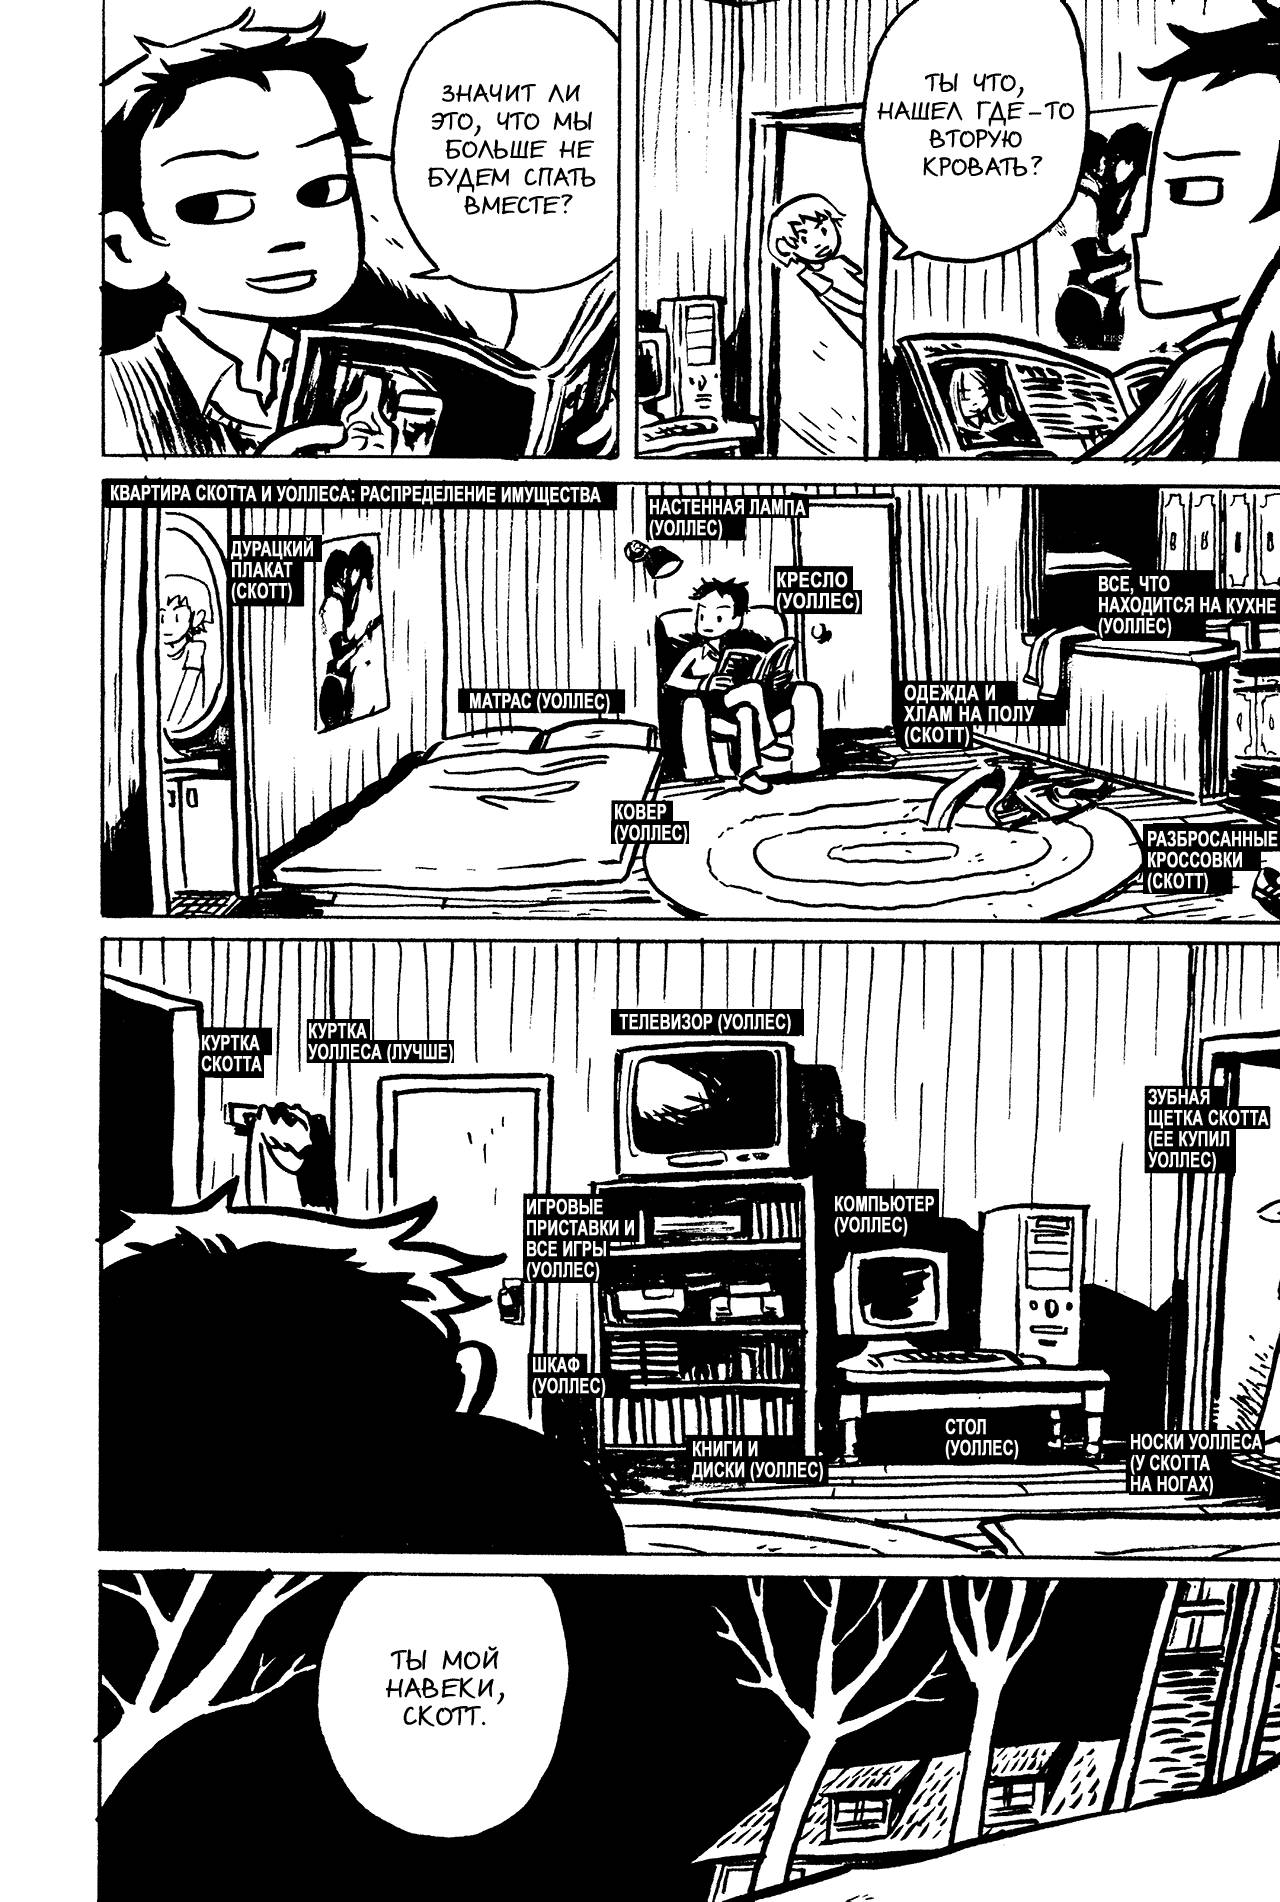 ЗНАЧИТ ЛИ
ЭТО, ЧТО МЫ
БОЛЬШЕ НЕ
БУДЕМ СПАТЬ
ВМЕСТЕ?
ТЫ ЧТО,
НАШЕЛ ГДЕ-ТО
ВТОРУЮ
КРОВАТЬ?
КВАРТИРА СКОТТА И УОЛЛЕСА: РАСПРЕДЕЛЕНИЕ ИМУЩЕСТВА
ДУРАЦКИЙ
ПЛАКАТ
(СКОТТ)
НАСТЕННАЯ ЛАМПА
(УОЛЛЕС)
КРЕСЛО
(УОЛЛЕС)
ВСЕ, ЧТО
НАХОДИТСЯ НА КУХНЕ
(УОЛЛЕС)
МАТРАС (УОЛЛЕС)
ОДЕЖДА И
ХЛАМ НА ПОЛУ
(СКОТТ)
КОВЕР
(УОЛЛЕС)
РАЗБРОСАННЫЕ
КРОССОВКИ
(СКОТТ)
КУРТКА
СКОТТА
КУРТКА
УОЛЛЕСА (ЛУЧШЕ)
ТЕЛЕВИЗОР (УОЛЛЕС)
ЗУБНАЯ
ЩЕТКА СКОТТА
(ЕЕ КУПИЛ
УОЛЛЕС)
ИГРОВЫЕ
ПРИСТАВКИ И
ВСЕ ИГРЫ
(УОЛЛЕС)
КОМПЬЮТЕР
(УОЛЛЕС)
ШКАФ
(УОЛЛЕС)
КНИГИ И
ДИСКИ (УОЛЛЕС)
СТОЛ
(УОЛЛЕС)
НОСКИ УОЛЛЕСА
(У СКОТТА
НА НОГАХ)
ТЫ МОЙ
НАВЕКИ,
СКОТТ.